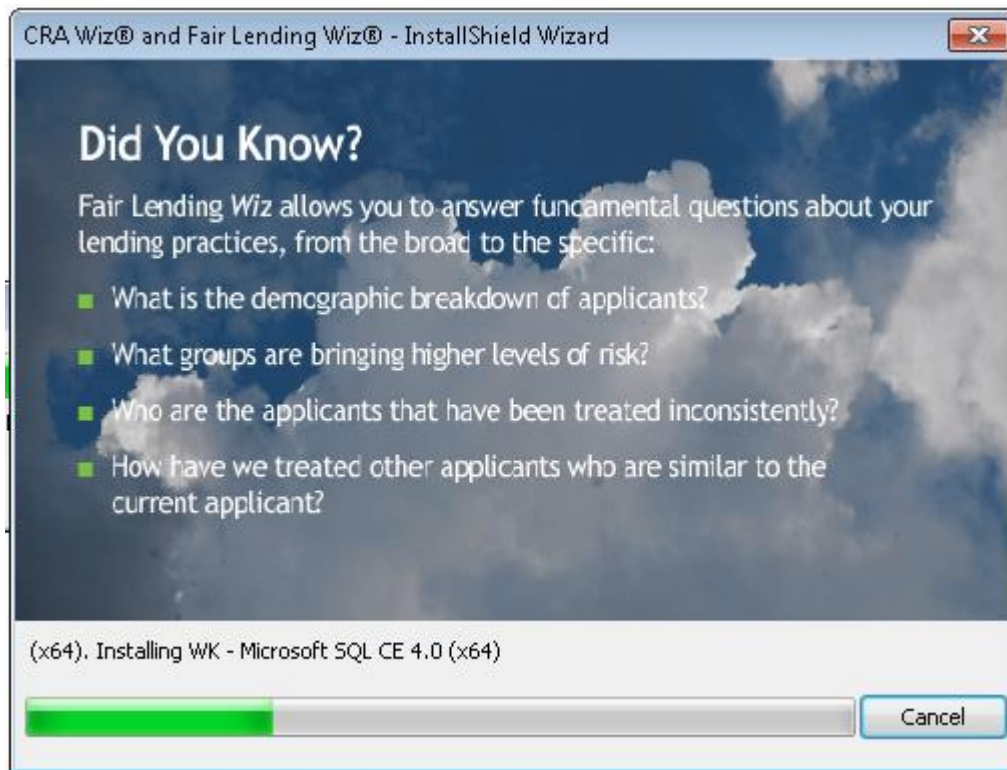 CRA Wiz® and Fair Lending Wiz® - InstallShield Wizard
Did You Know?
Fair Lending Wiz allows you to answer fundamental questions about your
lending practices, from the broad to the specific:
What is the demographic breakdown of applicants?
What groups are bringing higher levels of risk?
Who are the applicants that have been treated inconsistently?
How have we treated other applicants who are similar to the
current applicant?
(x64). Installing WK - Microsoft SQL CE 4.0 (x64)
Cancel